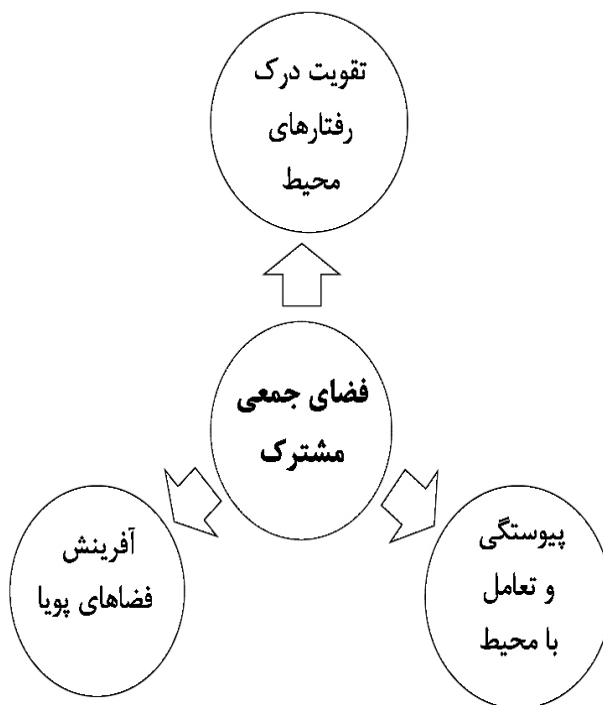 تقویت درک
رفتارهای
محیط
فضای جمعی
مشترک
پیوستگی
و تعامل
با محیط
آفرینش
فضاهای پویا